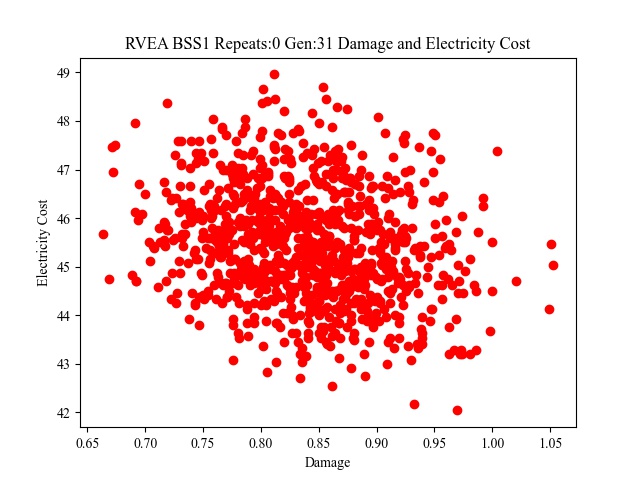 RVEA BSS1 Repeats:0 Gen:31 Damage and Electricity Cost
49
48
47
46
45
44
43
42
Electricity Cost
0.65 0.70 0.75 0.80 0.85 0.90 0.95 1.00 1.05
Damage